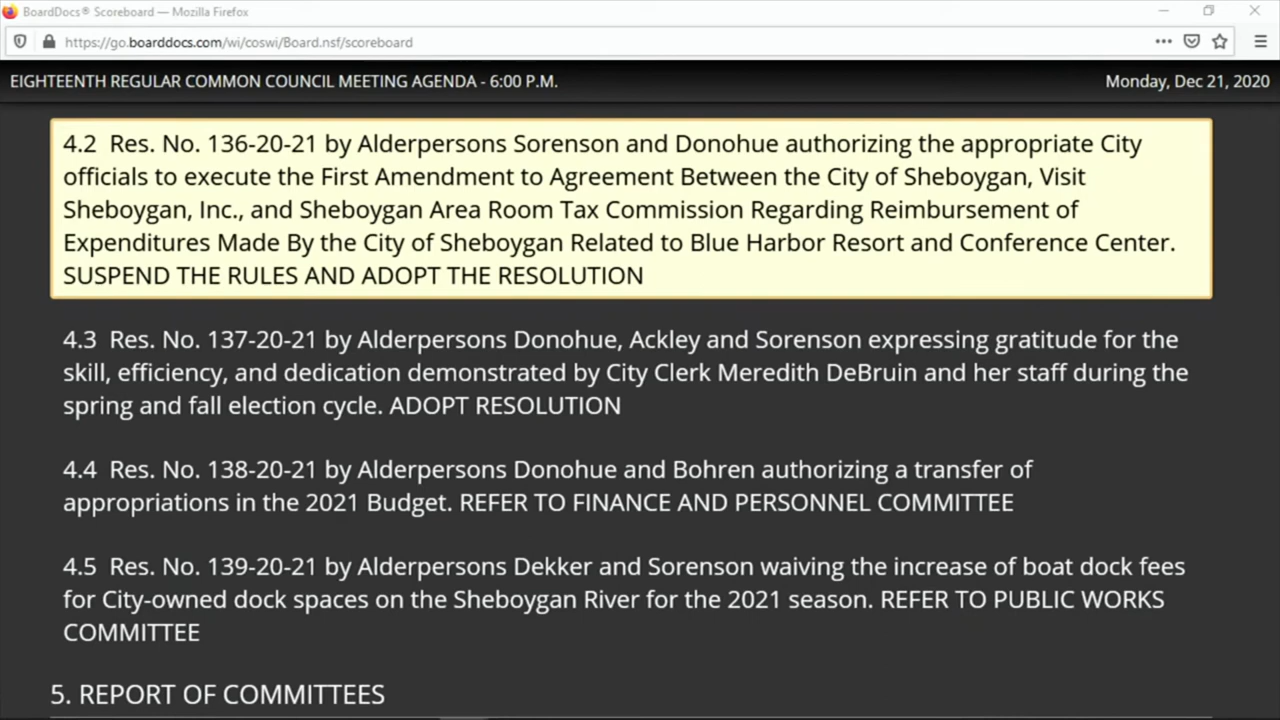 BoardDocs® Scoreboard — Mozilla Firefox
https://go.boarddocs.com/wi/coswi/Board.nsf/scoreboard
EIGHTEENTH REGULAR COMMON COUNCIL MEETING AGENDA - 6:00 P.M. Monday, Dec 21, 2020
4.2 Res. No. 136-20-21 by Alderpersons Sorenson and Donohue authorizing the appropriate City
officials to execute the First Amendment to Agreement Between the City of Sheboygan, Visit
Sheboygan, Inc., and Sheboygan Area Room Tax Commission Regarding Reimbursement of
Expenditures Made By the City of Sheboygan Related to Blue Harbor Resort and Conference Center.
SUSPEND THE RULES AND ADOPT THE RESOLUTION
4.3 Res. No. 137-20-21 by Alderpersons Donohue, Ackley and Sorenson expressing gratitude for the
skill, efficiency, and dedication demonstrated by City Clerk Meredith DeBruin and her staff during the
spring and fall election cycle. ADOPT RESOLUTION
4.4 Res. No. 138-20-21 by Alderpersons Donohue and Bohren authorizing a transfer of
appropriations in the 2021 Budget. REFER TO FINANCE AND PERSONNEL COMMITTEE
4.5 Res. No. 139-20-21 by Alderpersons Dekker and Sorenson waiving the increase of boat dock fees
for City-owned dock spaces on the Sheboygan River for the 2021 season. REFER TO PUBLIC WORKS
COMMITTEE
5. REPORT OF COMMITTEES